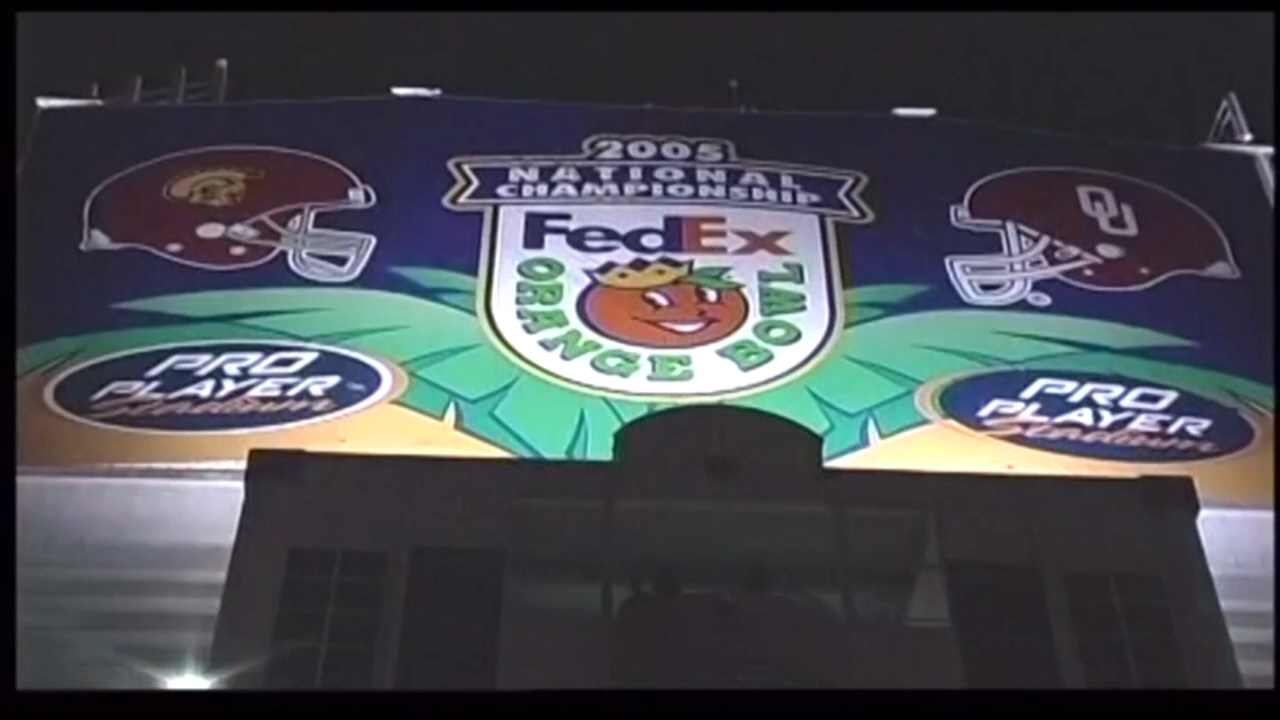 2005
NATIONAL
CHAMPIONSHIP
FedEx
ORANGE BOWL
OU
PRO
PLAYER
Stadium
PRO
PLAYER
Stadium